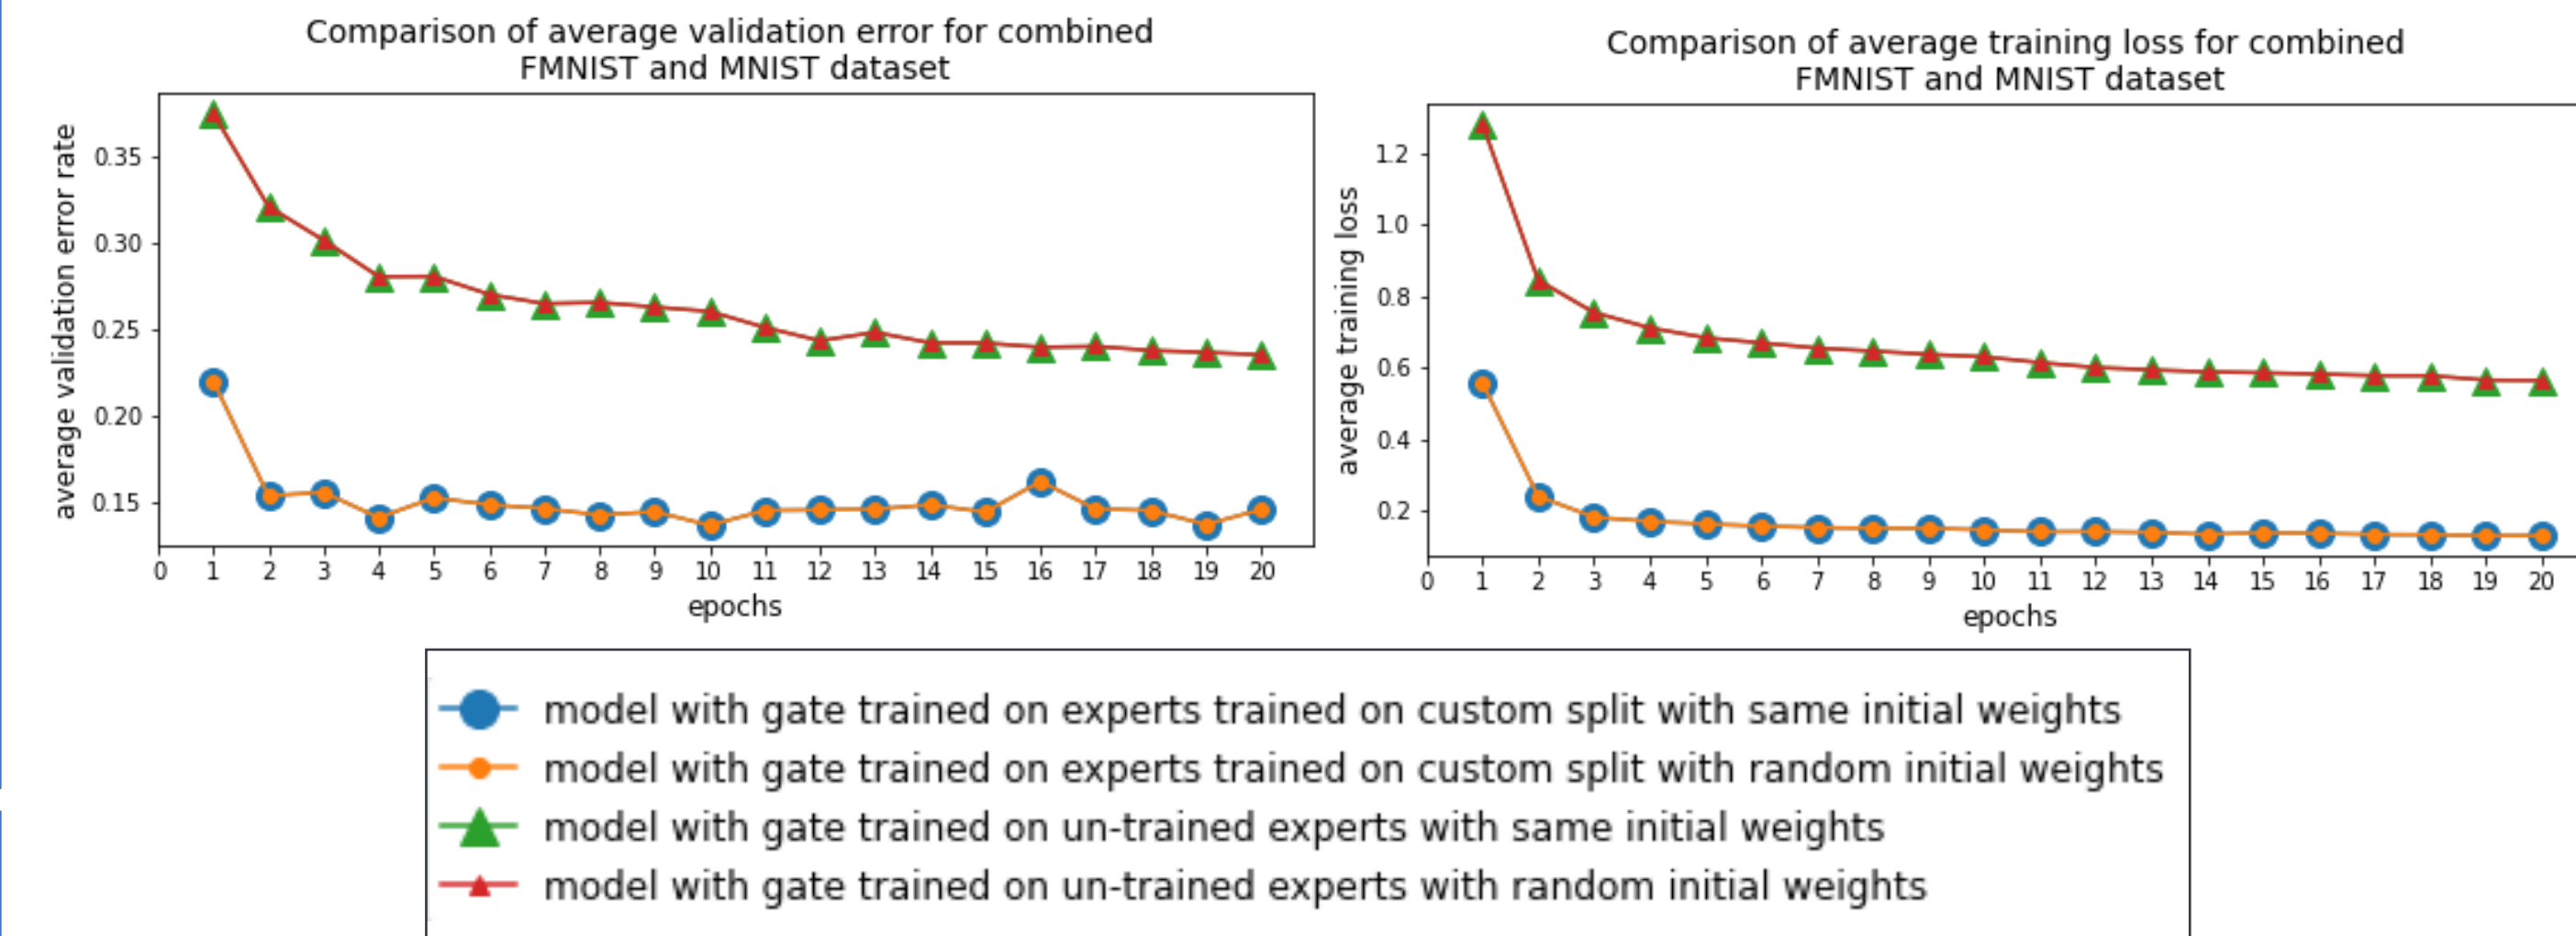 Comparison of average validation error for combined
FMNIST and MNIST dataset
average validation error rate
0.35
0.30
0.25
0.20
0.15
0 1 2 3 4 5 6 7 8 9 10 11 12 13 14 15 16 17 18 19 20
epochs
Comparison of average training loss for combined
FMNIST and MNIST dataset
average training loss
1.2
1.0
0.8
0.6
0.4
0.2
0 1 2 3 4 5 6 7 8 9 10 11 12 13 14 15 16 17 18 19 20
epochs
model with gate trained on experts trained on custom split with same initial weights
model with gate trained on experts trained on custom split with random initial weights
model with gate trained on un-trained experts with same initial weights
model with gate trained on un-trained experts with random initial weights